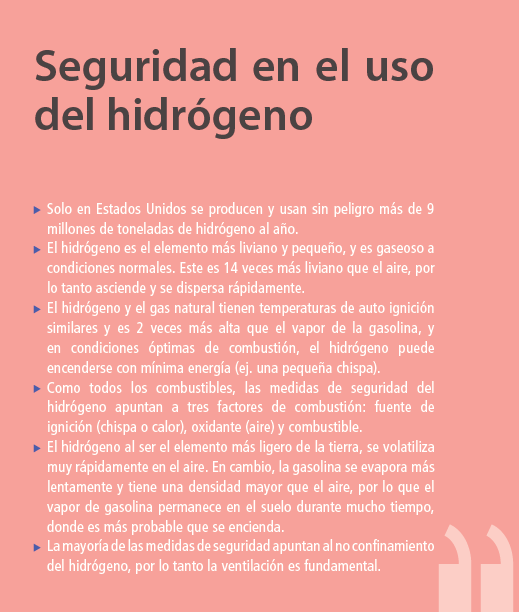 Seguridad en el uso
del hidrógeno
Solo en Estados Unidos se producen y usan sin peligro más de 9
millones de toneladas de hidrógeno al año.
El hidrógeno es el elemento más liviano y pequeño, y es gaseoso a
condiciones normales. Este es 14 veces más liviano que el aire, por
lo tanto asciende y se dispersa rápidamente.
El hidrógeno y el gas natural tienen temperaturas de auto ignición
similares y es 2 veces más alta que el vapor de la gasolina, y
en condiciones óptimas de combustión, el hidrógeno puede
encenderse con mínima energía (ej. una pequeña chispa).
Como todos los combustibles, las medidas de seguridad del
hidrógeno apuntan a tres factores de combustión: fuente de
ignición (chispa o calor), oxidante (aire) y combustible.
El hidrógeno al ser el elemento más ligero de la tierra, se volatiliza
muy rápidamente en el aire. En cambio, la gasolina se evapora más
lentamente y tiene una densidad mayor que el aire, por lo que el
vapor de gasolina permanece en el suelo durante mucho tiempo,
donde es más probable que se encienda.
La mayoría de las medidas de seguridad apuntan al no confinamiento
del hidrógeno, por lo tanto la ventilación es fundamental.